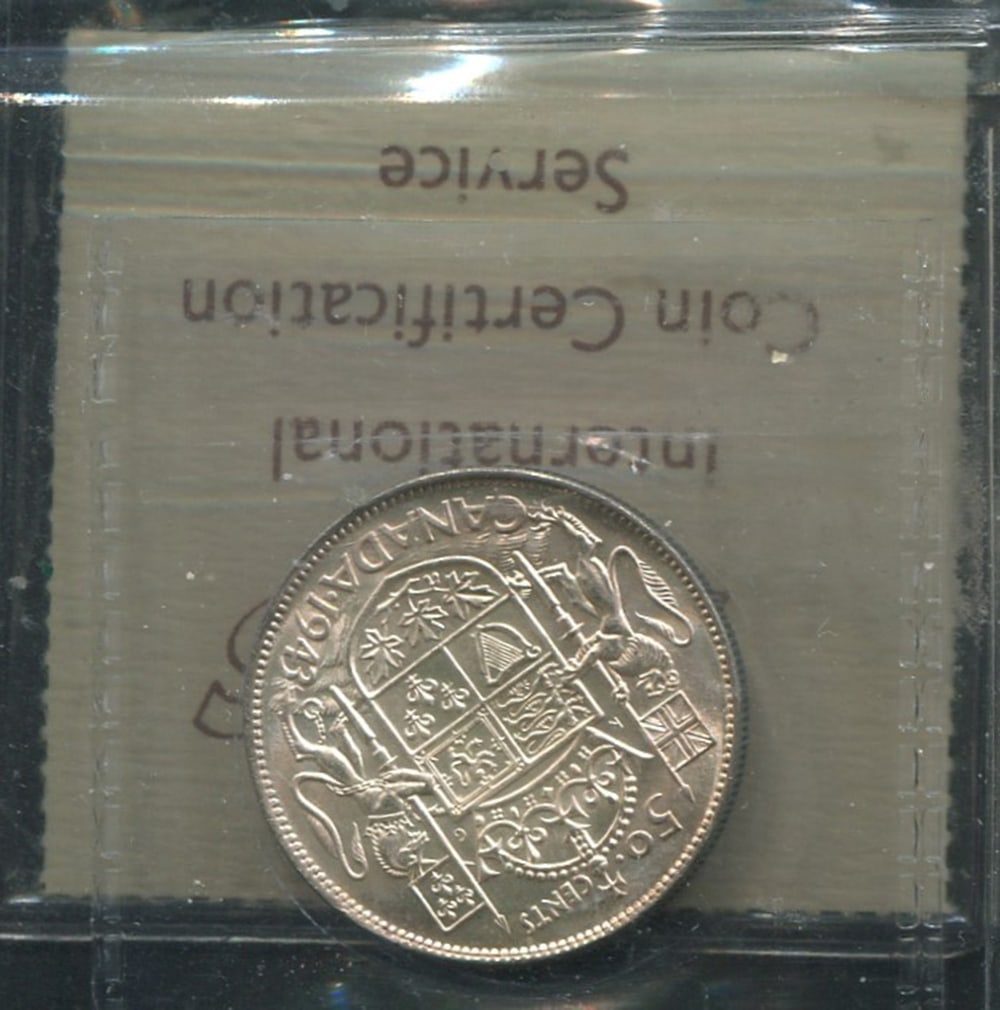 International
Coin Certification
Service
50 CENTS
CANADA · 1943